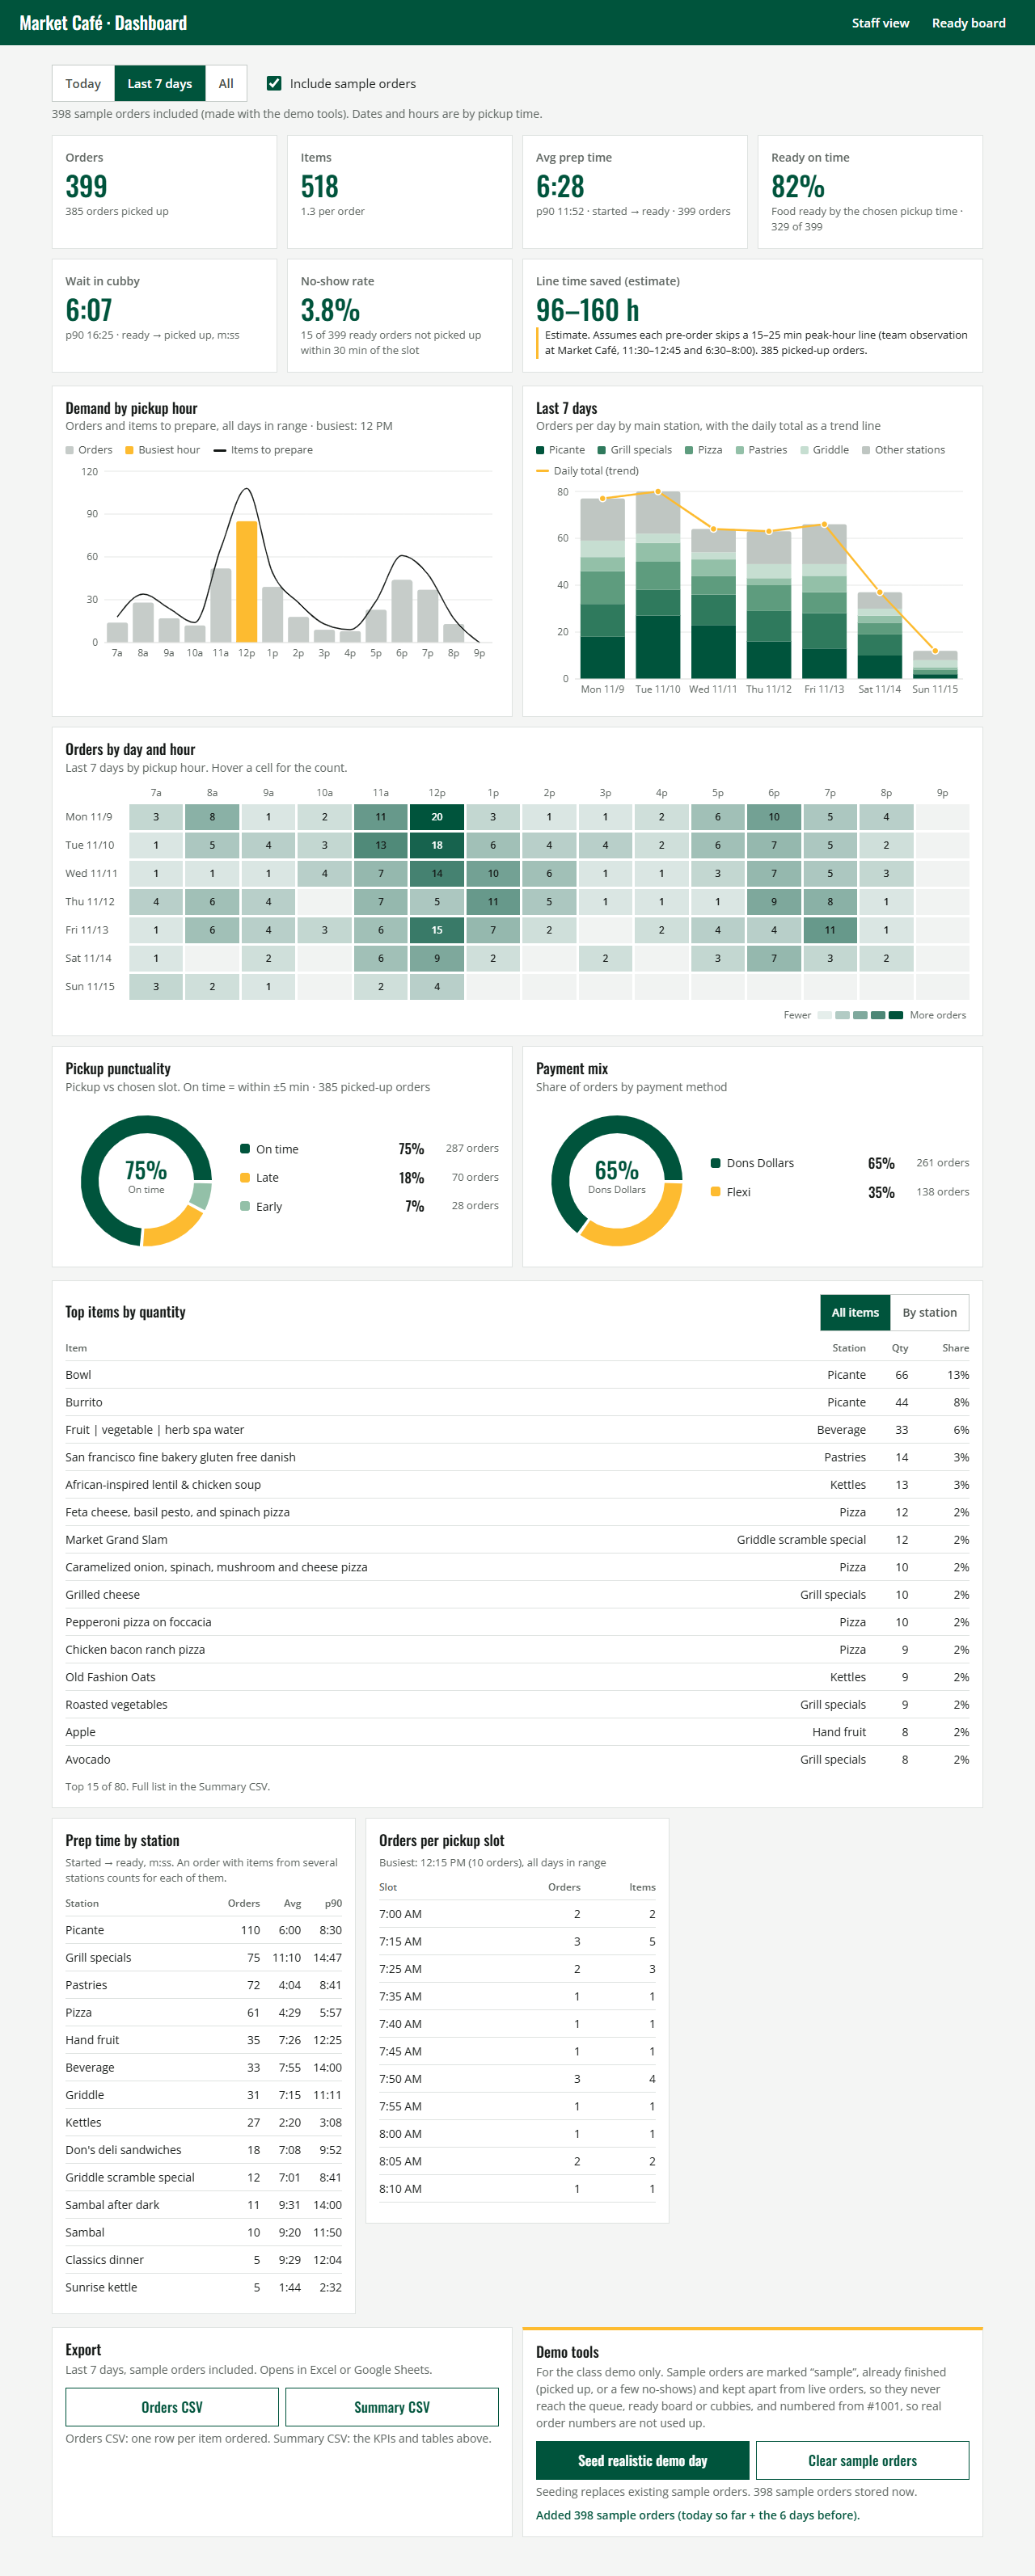 Market Café · Dashboard
Staff view Ready board
Today Last 7 days All Include sample orders
398 sample orders included (made with the demo tools). Dates and hours are by pickup time.
Orders
399
385 orders picked up
Items
518
1.3 per order
Avg prep time
6:28
p90 11:52 · started → ready · 399 orders
Ready on time
82%
Food ready by the chosen pickup time ·
329 of 399
Wait in cubby
6:07
p90 16:25 · ready → picked up, m:ss
No-show rate
3.8%
15 of 399 ready orders not picked up
within 30 min of the slot
Line time saved (estimate)
96–160 h
Estimate. Assumes each pre-order skips a 15–25 min peak-hour line (team observation
at Market Café, 11:30–12:45 and 6:30–8:00). 385 picked-up orders.
Demand by pickup hour
Orders and items to prepare, all days in range · busiest: 12 PM
Orders Busiest hour Items to prepare
120
90
60
30
0
7a 8a 9a 10a 11a 12p 1p 2p 3p 4p 5p 6p 7p 8p 9p
Last 7 days
Orders per day by main station, with the daily total as a trend line
Picante Grill specials Pizza Pastries Griddle Other stations
Daily total (trend)
80
60
40
20
0
Mon 11/9 Tue 11/10 Wed 11/11 Thu 11/12 Fri 11/13 Sat 11/14 Sun 11/15
Orders by day and hour
Last 7 days by pickup hour. Hover a cell for the count.
7a 8a 9a 10a 11a 12p 1p 2p 3p 4p 5p 6p 7p 8p 9p
Mon 11/9 3 8 1 2 11 20 3 1 1 2 6 10 5 4
Tue 11/10 1 5 4 3 13 18 6 4 4 2 6 7 5 2
Wed 11/11 1 1 1 4 7 14 10 6 1 1 3 7 5 3
Thu 11/12 4 6 4 7 5 11 5 1 1 1 9 8 1
Fri 11/13 1 6 4 3 6 15 7 2 2 4 4 11 1
Sat 11/14 1 2 6 9 2 2 3 7 3 2
Sun 11/15 3 2 1 2 4
Fewer More orders
Pickup punctuality
Pickup vs chosen slot. On time = within ±5 min · 385 picked-up orders
75%
On time
On time 75% 287 orders
Late 18% 70 orders
Early 7% 28 orders
Payment mix
Share of orders by payment method
65%
Dons Dollars
Dons Dollars 65% 261 orders
Flexi 35% 138 orders
Top items by quantity
All items By station
Item Station Qty Share
Bowl Picante 66 13%
Burrito Picante 44 8%
Fruit | vegetable | herb spa water Beverage 33 6%
San francisco fine bakery gluten free danish Pastries 14 3%
African-inspired lentil & chicken soup Kettles 13 3%
Feta cheese, basil pesto, and spinach pizza Pizza 12 2%
Market Grand Slam Griddle scramble special 12 2%
Caramelized onion, spinach, mushroom and cheese pizza Pizza 10 2%
Grilled cheese Grill specials 10 2%
Pepperoni pizza on foccacia Pizza 10 2%
Chicken bacon ranch pizza Pizza 9 2%
Old Fashion Oats Kettles 9 2%
Roasted vegetables Grill specials 9 2%
Apple Hand fruit 8 2%
Avocado Grill specials 8 2%
Top 15 of 80. Full list in the Summary CSV.
Prep time by station
Started → ready, m:ss. An order with items from several
stations counts for each of them.
Station Orders Avg p90
Picante 110 6:00 8:30
Grill specials 75 11:10 14:47
Pastries 72 4:04 8:41
Pizza 61 4:29 5:57
Hand fruit 35 7:26 12:25
Beverage 33 7:55 14:00
Griddle 31 7:15 11:11
Kettles 27 2:20 3:08
Don's deli sandwiches 18 7:08 9:52
Griddle scramble special 12 7:01 8:41
Sambal after dark 11 9:31 14:00
Sambal 10 9:20 11:50
Classics dinner 5 9:29 12:04
Sunrise kettle 5 1:44 2:32
Orders per pickup slot
Busiest: 12:15 PM (10 orders), all days in range
Slot Orders Items
7:00 AM 2 2
7:15 AM 3 5
7:25 AM 2 3
7:35 AM 1 1
7:40 AM 1 1
7:45 AM 1 1
7:50 AM 3 4
7:55 AM 1 1
8:00 AM 1 1
8:05 AM 2 2
8:10 AM 1 1
Export
Last 7 days, sample orders included. Opens in Excel or Google Sheets.
Orders CSV Summary CSV
Orders CSV: one row per item ordered. Summary CSV: the KPIs and tables above.
Demo tools
For the class demo only. Sample orders are marked “sample”, already finished
(picked up, or a few no-shows) and kept apart from live orders, so they never
reach the queue, ready board or cubbies, and numbered from #1001, so real
order numbers are not used up.
Seed realistic demo day Clear sample orders
Seeding replaces existing sample orders. 398 sample orders stored now.
Added 398 sample orders (today so far + the 6 days before).